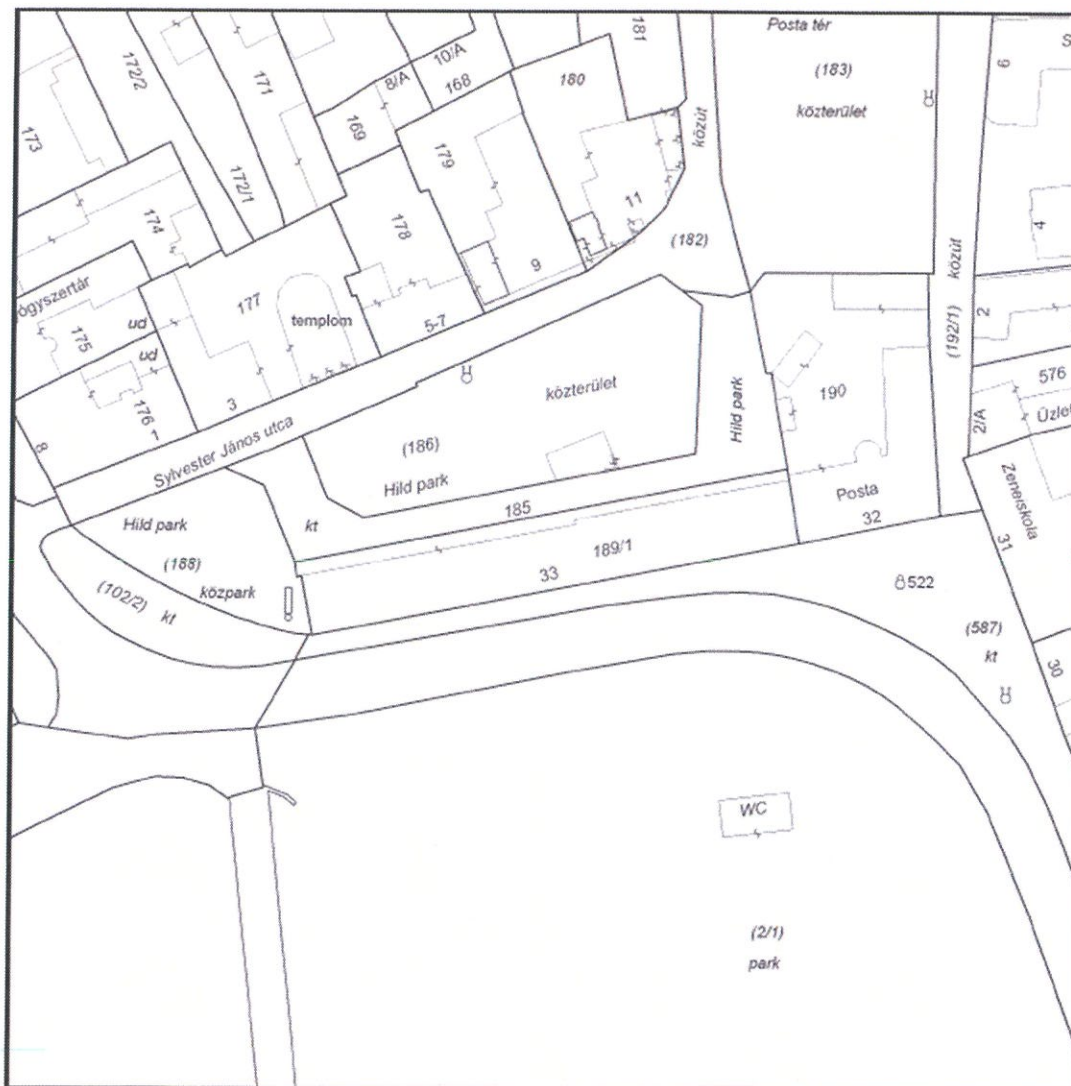 Posta tér
(183)
közterület
172/2
171
8/A
10/A
168
169
180
181
közút
6
S
173
172/1
179
174
178
11
(182)
4
közút
(192/1)
ud
177
templom
9
2
175
ud
5-7
576
176
1
3
közterület
190
2/A
Üzlet
8
Sylvester János utca
(186)
Hild park
Hild park
Posta
32
Zeneiskola
31
Hild park
kt
185
(188)
189/1
33
közpark
(102/2) kt
522
(587)
kt
30
WC
(2/1)
park